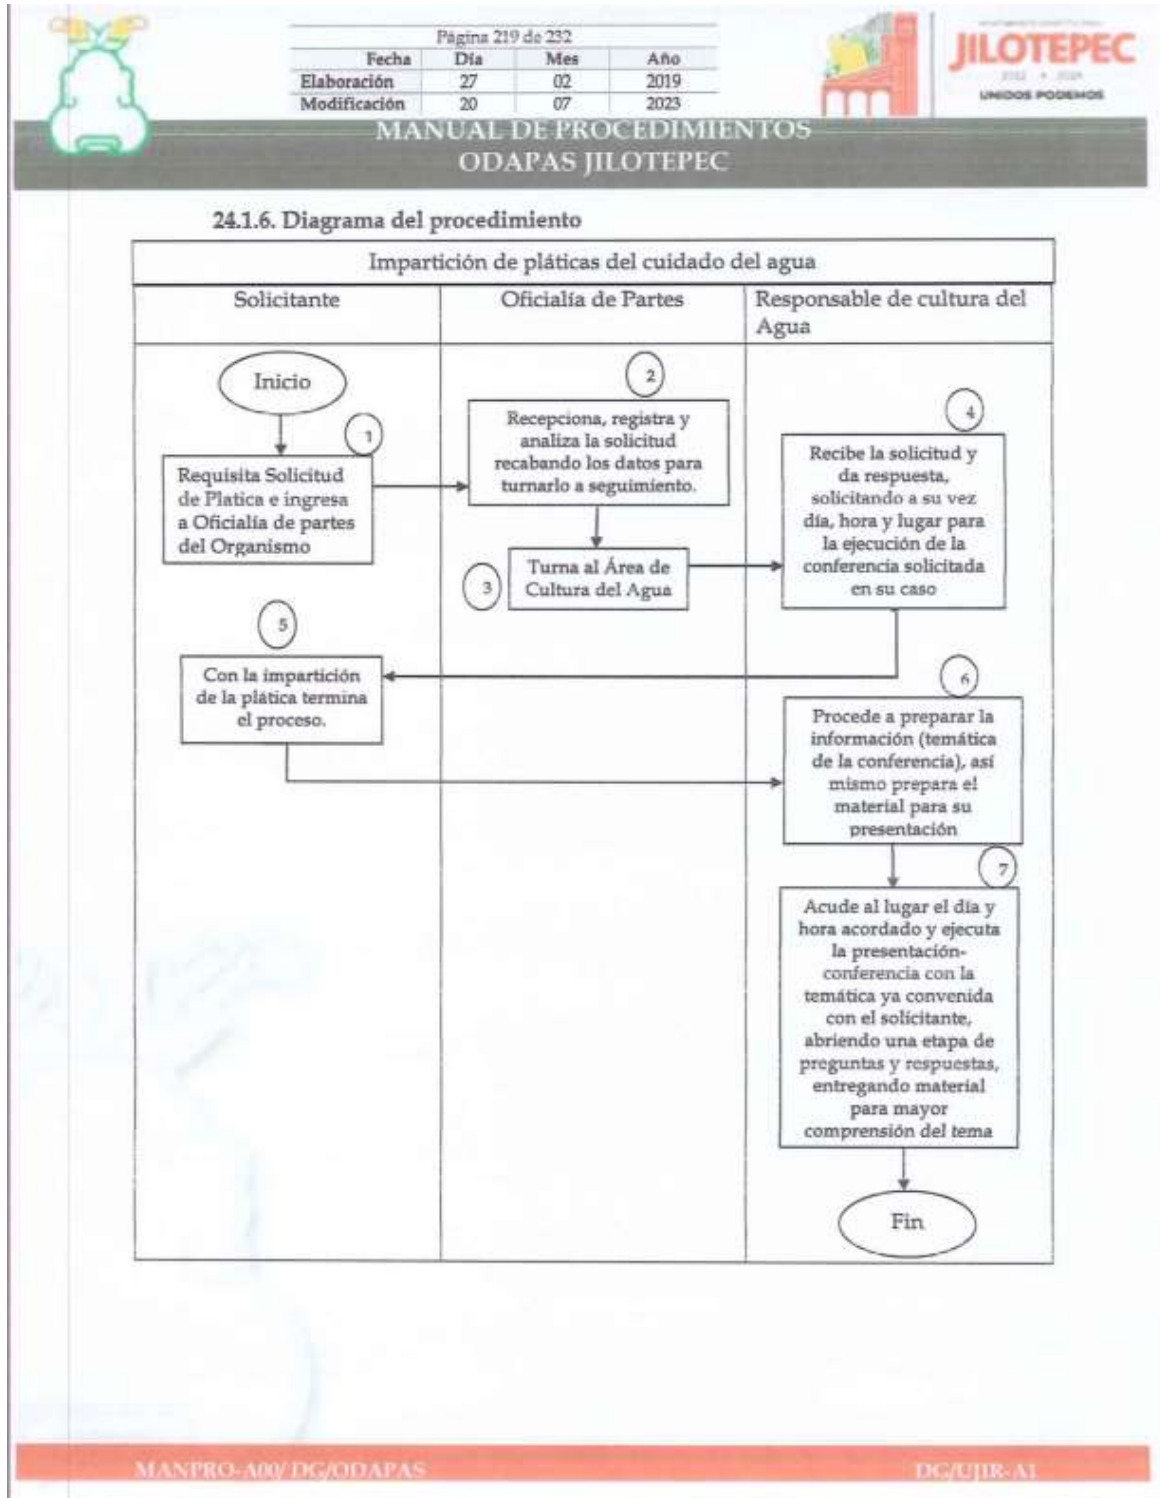 Página 219 de 232
Fecha Día Mes Año
Elaboración 27 02 2019
Modificación 20 07 2023
JILOTEPEC
UNIDOS PODEMOS
MANUAL DE PROCEDIMIENTOS
ODAPAS JILOTEPEC
24.1.6. Diagrama del procedimiento
Impartición de pláticas del cuidado del agua
Solicitante
Oficialía de Partes
Responsable de cultura del
Agua
Inicio
1
Requisita Solicitud
de Platica e ingresa
a Oficialía de partes
del Organismo
2
Recepciona, registra y
analiza la solicitud
recabando los datos para
turnarlo a seguimiento.
3
Turna al Área de
Cultura del Agua
4
Recibe la solicitud y
da respuesta,
solicitando a su vez
día, hora y lugar para
la ejecución de la
conferencia solicitada
en su caso
5
Con la impartición
de la plática termina
el proceso.
6
Procede a preparar la
información (temática
de la conferencia), así
mismo prepara el
material para su
presentación
7
Acude al lugar el día y
hora acordado y ejecuta
la presentación-
conferencia con la
temática ya convenida
con el solicitante,
abriendo una etapa de
preguntas y respuestas,
entregando material
para mayor
comprensión del tema
Fin
MANPRO-A00/ DG/ODAPAS
DG/UJIR-A1